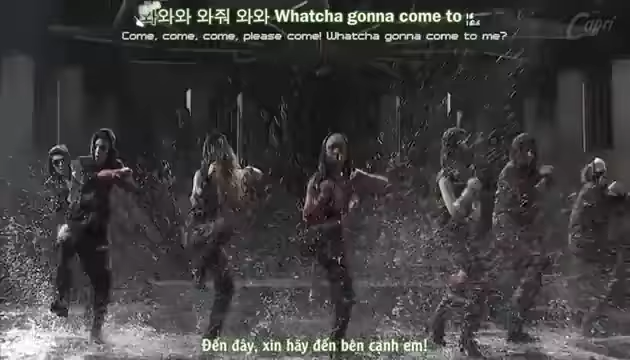 와와와 와줘 와와 Whatcha gonna come to
Come, come, come, please come! Whatcha gonna come to me?
Capri
Đến đây, xin hãy đến bên cạnh em!